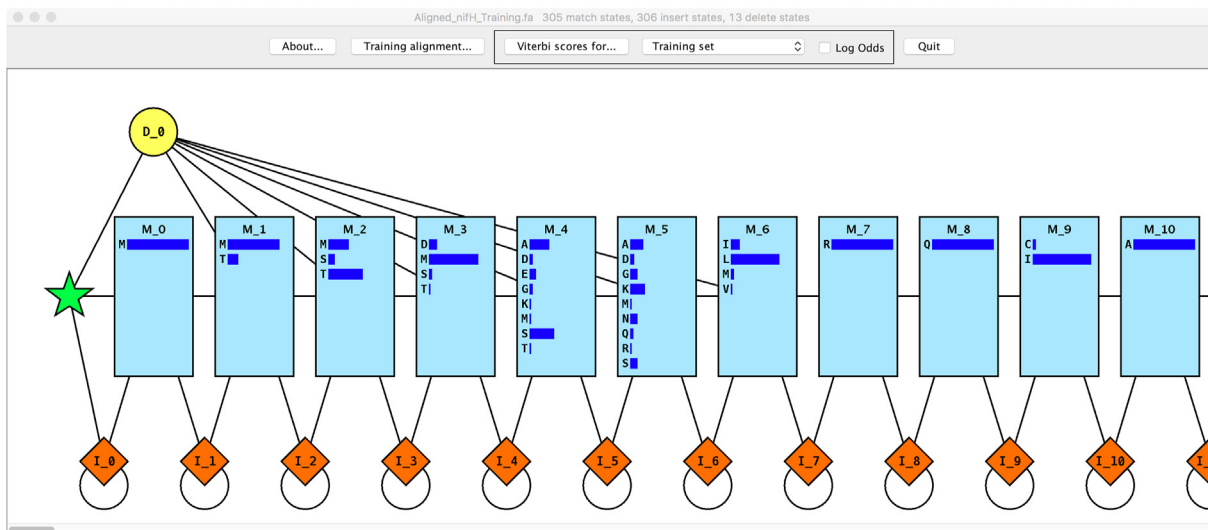 Aligned_nifH_Training.fa 305 match states, 306 insert states, 13 delete states
About... Training alignment... Viterbi scores for... Training set Log Odds Quit
D_0
M_0 M_1 M_2 M_3 M_4 M_5 M_6 M_7 M_8 M_9 M_10
M M M D A A I R Q C A
T S M D D L I
T S E G M
T G K V
K M
M N
S Q
T R
S
I_0 I_1 I_2 I_3 I_4 I_5 I_6 I_7 I_8 I_9 I_10 I_